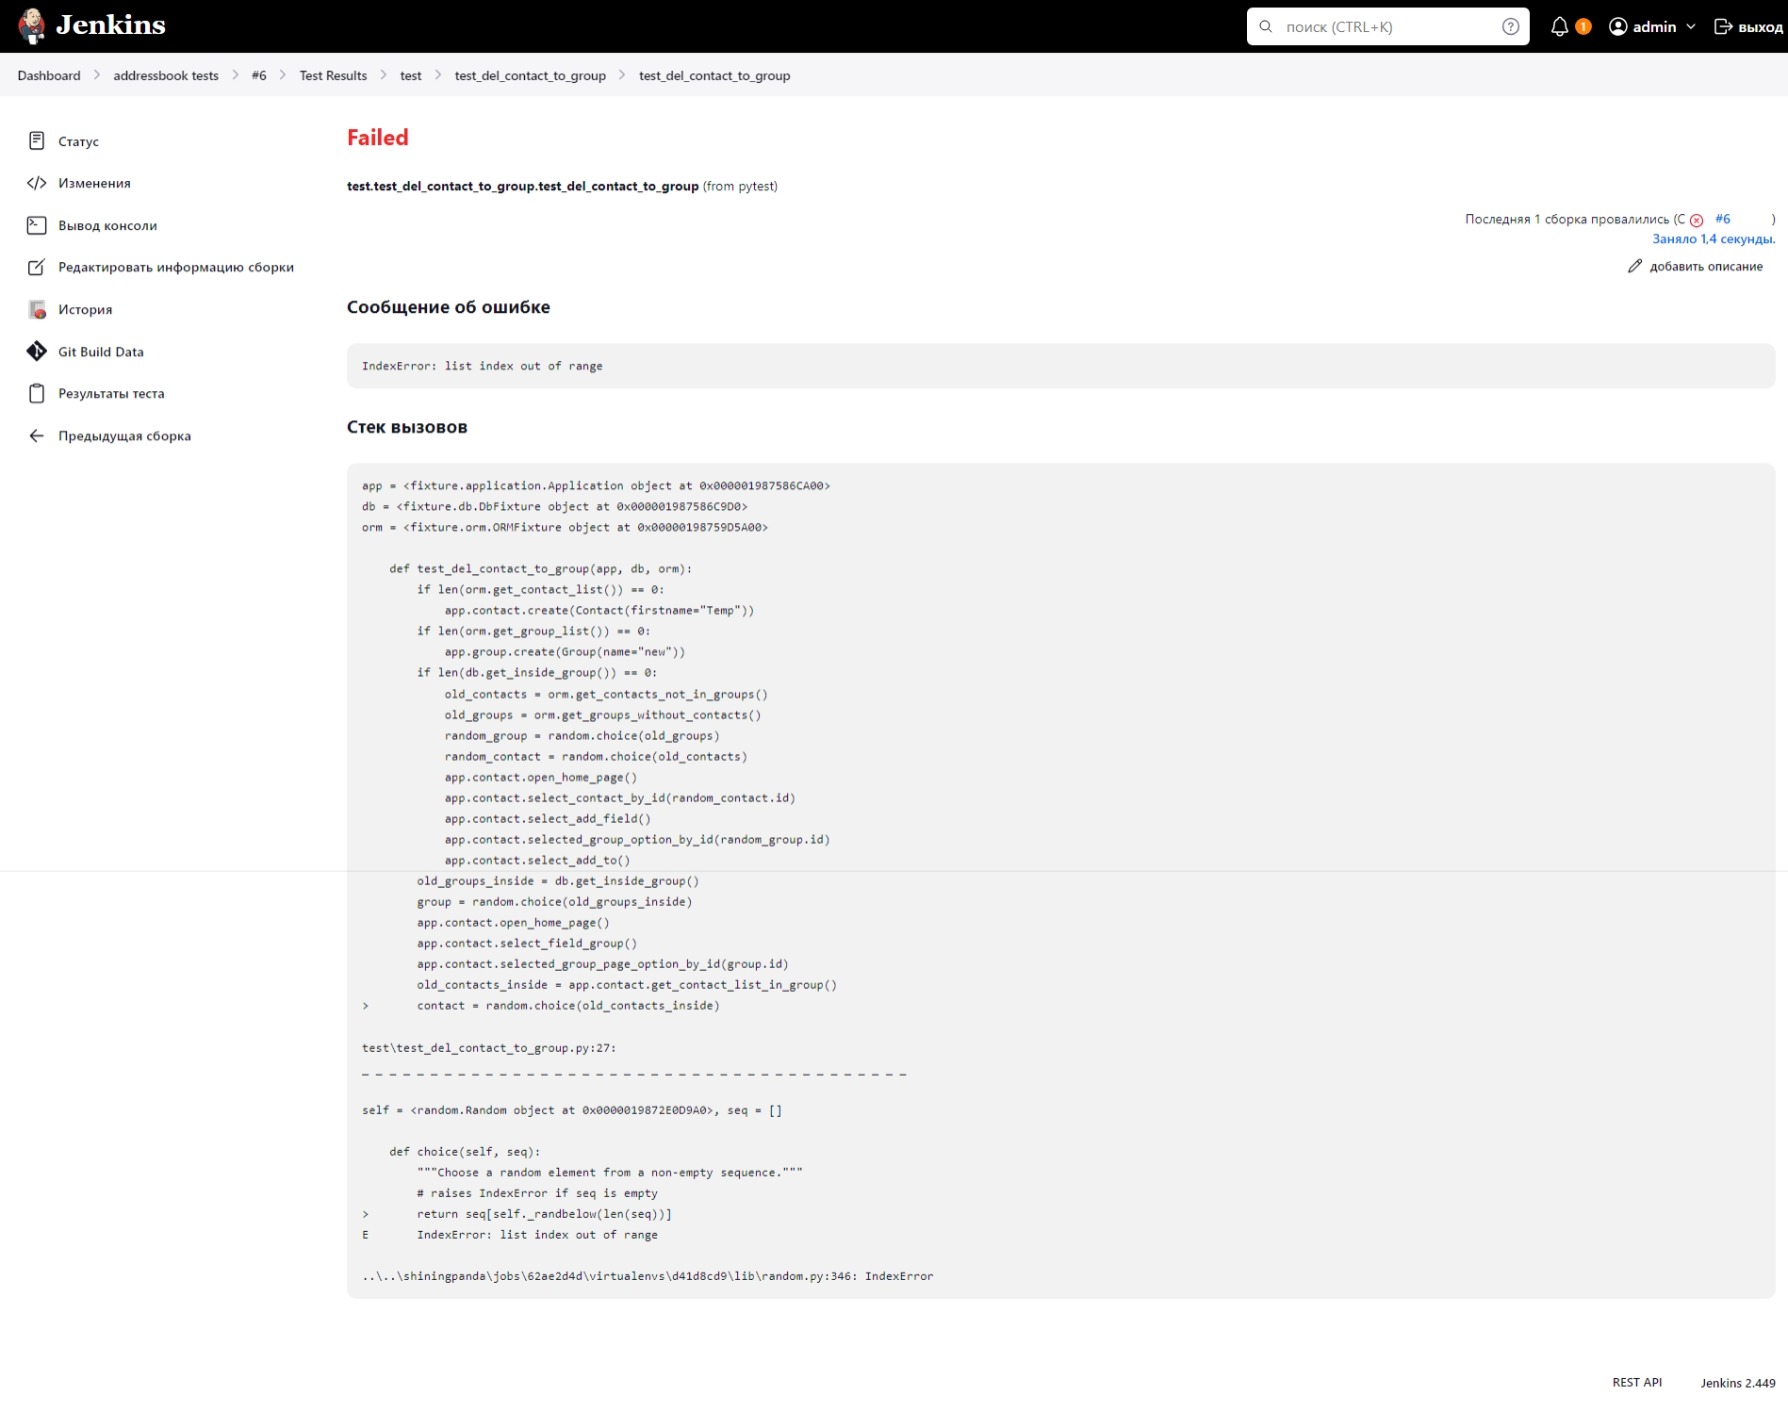 Jenkins
поиск (CTRL+K)
1
admin
выход
Dashboard > addressbook tests > #6 > Test Results > test > test_del_contact_to_group > test_del_contact_to_group
Статус
Изменения
Вывод консоли
Редактировать информацию сборки
История
Git Build Data
Результаты теста
Предыдущая сборка
Failed
test.test_del_contact_to_group.test_del_contact_to_group (from pytest)
Последняя 1 сборка провалились (С #6 )
Заняло 1,4 секунды.
добавить описание
Сообщение об ошибке
IndexError: list index out of range
Стек вызовов
app = <fixture.application.Application object at 0x000001987586CA00>
db = <fixture.db.DbFixture object at 0x000001987586C9D0>
orm = <fixture.orm.ORMFixture object at 0x00000198759D5A00>
    def test_del_contact_to_group(app, db, orm):
        if len(orm.get_contact_list()) == 0:
            app.contact.create(Contact(firstname="Temp"))
        if len(orm.get_group_list()) == 0:
            app.group.create(Group(name="new"))
        if len(db.get_inside_group()) == 0:
            old_contacts = orm.get_contacts_not_in_groups()
            old_groups = orm.get_groups_without_contacts()
            random_group = random.choice(old_groups)
            random_contact = random.choice(old_contacts)
            app.contact.open_home_page()
            app.contact.select_contact_by_id(random_contact.id)
            app.contact.select_add_field()
            app.contact.selected_group_option_by_id(random_group.id)
            app.contact.select_add_to()
        old_groups_inside = db.get_inside_group()
        group = random.choice(old_groups_inside)
        app.contact.open_home_page()
        app.contact.select_field_group()
        app.contact.selected_group_page_option_by_id(group.id)
        old_contacts_inside = app.contact.get_contact_list_in_group()
>       contact = random.choice(old_contacts_inside)
test\test_del_contact_to_group.py:27:
_ _ _ _ _ _ _ _ _ _ _ _ _ _ _ _ _ _ _ _ _ _ _ _ _ _ _ _ _ _ _ _ _ _ _ _ _ _ _ _
self = <random.Random object at 0x0000019872E0D9A0>, seq = []
    def choice(self, seq):
        """Choose a random element from a non-empty sequence."""
        # raises IndexError if seq is empty
>       return seq[self._randbelow(len(seq))]
E       IndexError: list index out of range
..\..\shiningpanda\jobs\62ae2d4d\virtualenvs\d41d8cd9\lib\random.py:346: IndexError
REST API
Jenkins 2.449